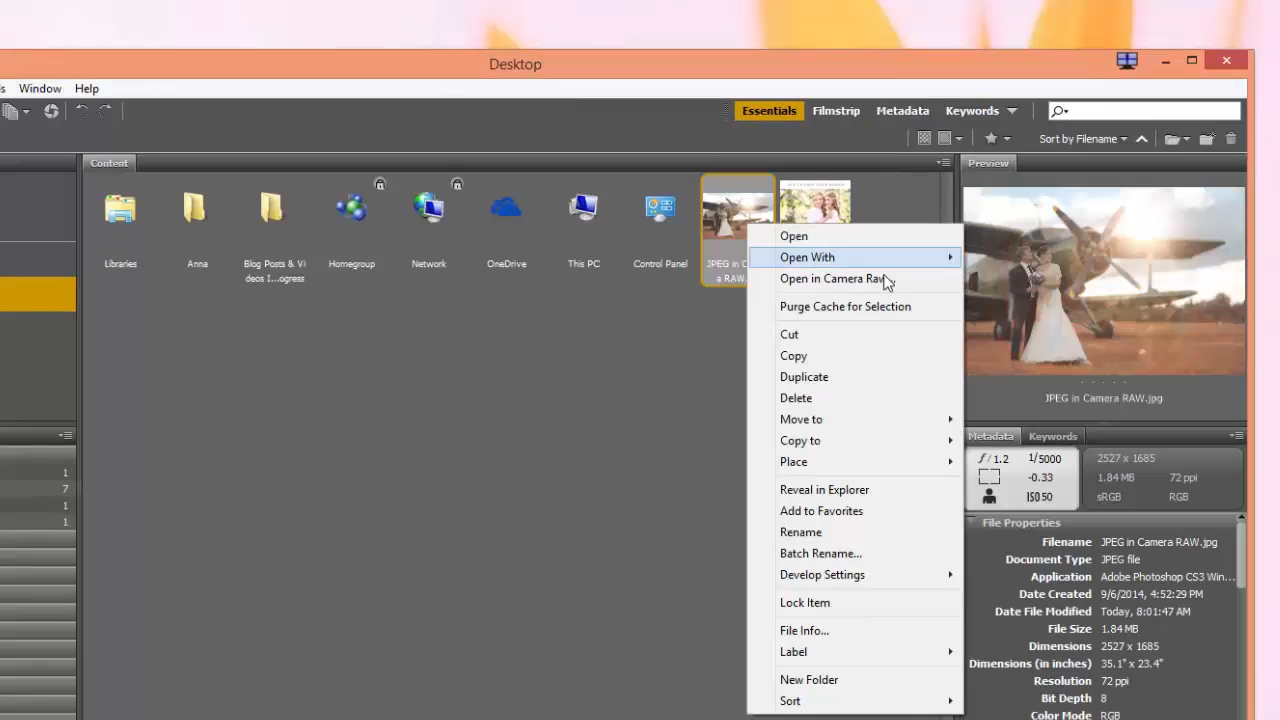 Desktop
s Window Help
Essentials Filmstrip Metadata Keywords
Sort by Filename
Content
Preview
Libraries
Anna
Blog Posts & Vi
deos I...ogress
Homegroup
Network
OneDrive
This PC
Control Panel
JPEG in C
a RAW.
Open
Open With
Open in Camera Raw...
Purge Cache for Selection
Cut
Copy
Duplicate
Delete
Move to
Copy to
Place
Reveal in Explorer
Add to Favorites
Rename
Batch Rename...
Develop Settings
Lock Item
File Info...
Label
New Folder
Sort
JPEG in Camera RAW.jpg
1
7
1
1
Metadata Keywords
f/1.2 1/5000
-0.33
ISO 50
2527 x 1685
1.84 MB 72 ppi
sRGB RGB
File Properties
Filename JPEG in Camera RAW.jpg
Document Type JPEG file
Application Adobe Photoshop CS3 Win...
Date Created 9/6/2014, 4:52:29 PM
Date File Modified Today, 8:01:47 AM
File Size 1.84 MB
Dimensions 2527 x 1685
Dimensions (in inches) 35.1" x 23.4"
Resolution 72 ppi
Bit Depth 8
Color Mode RGB